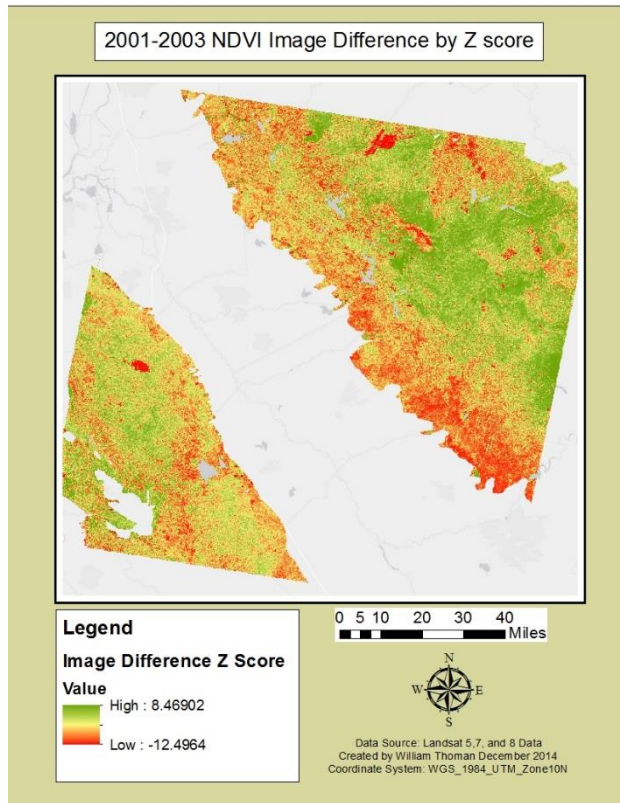 2001-2003 NDVI Image Difference by Z score
Legend
Image Difference Z Score
Value
High : 8.46902
Low : -12.4964
0 5 10 20 30 40
Miles
N
W E
S
Data Source: Landsat 5,7, and 8 Data
Created by William Thoman December 2014
Coordinate System: WGS_1984_UTM_Zone10N